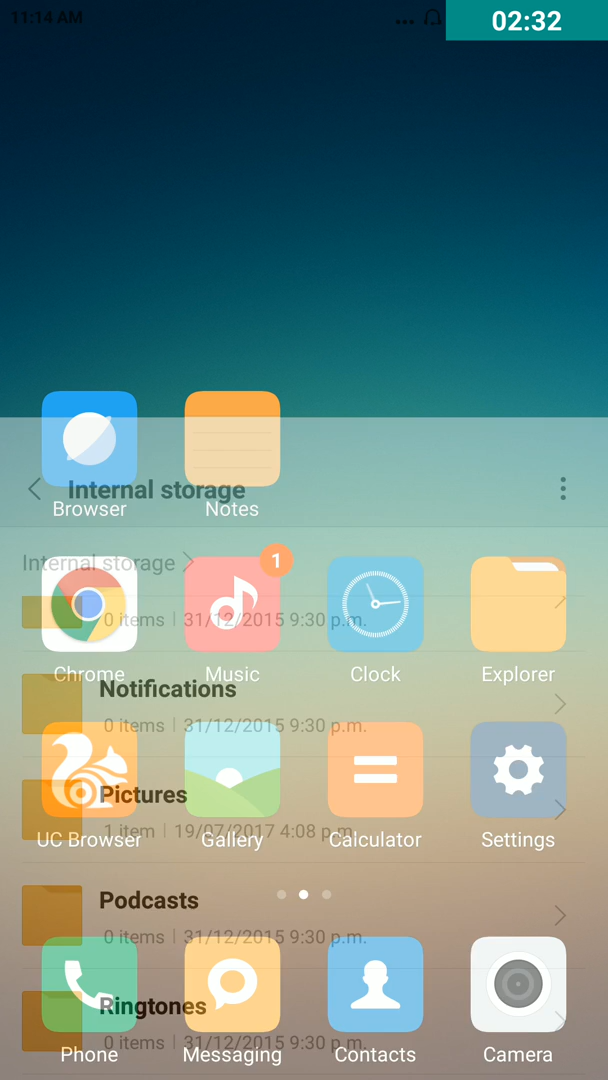 11:14 AM
02:32
Internal storage
Browser
Notes
Internal storage
1
0 items | 31/12/2015 9:30 p.m.
Chrome
Music
Clock
Explorer
Notifications
0 items | 31/12/2015 9:30 p.m.
Pictures
1 item | 19/07/2017 4:08 p.m.
UC Browser
Gallery
Calculator
Settings
Podcasts
0 items | 31/12/2015 9:30 p.m.
Ringtones
0 items | 31/12/2015 9:30 p.m.
Phone
Messaging
Contacts
Camera